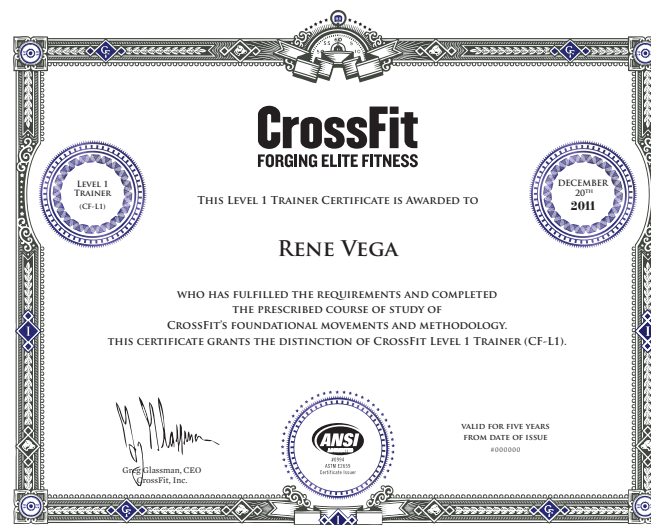 CrossFit
FORGING ELITE FITNESS
LEVEL 1
TRAINER
(CF-L1)
DECEMBER
20TH
2011
THIS LEVEL 1 TRAINER CERTIFICATE IS AWARDED TO
RENE VEGA
WHO HAS FULFILLED THE REQUIREMENTS AND COMPLETED
THE PRESCRIBED COURSE OF STUDY OF
CROSSFIT'S FOUNDATIONAL MOVEMENTS AND METHODOLOGY.
THIS CERTIFICATE GRANTS THE DISTINCTION OF CROSSFIT LEVEL 1 TRAINER (CF-L1).
Greg Glassman, CEO
CrossFit, Inc.
ANSI
#0994
ASTM E2659
Certificate Issuer
VALID FOR FIVE YEARS
FROM DATE OF ISSUE
#000000